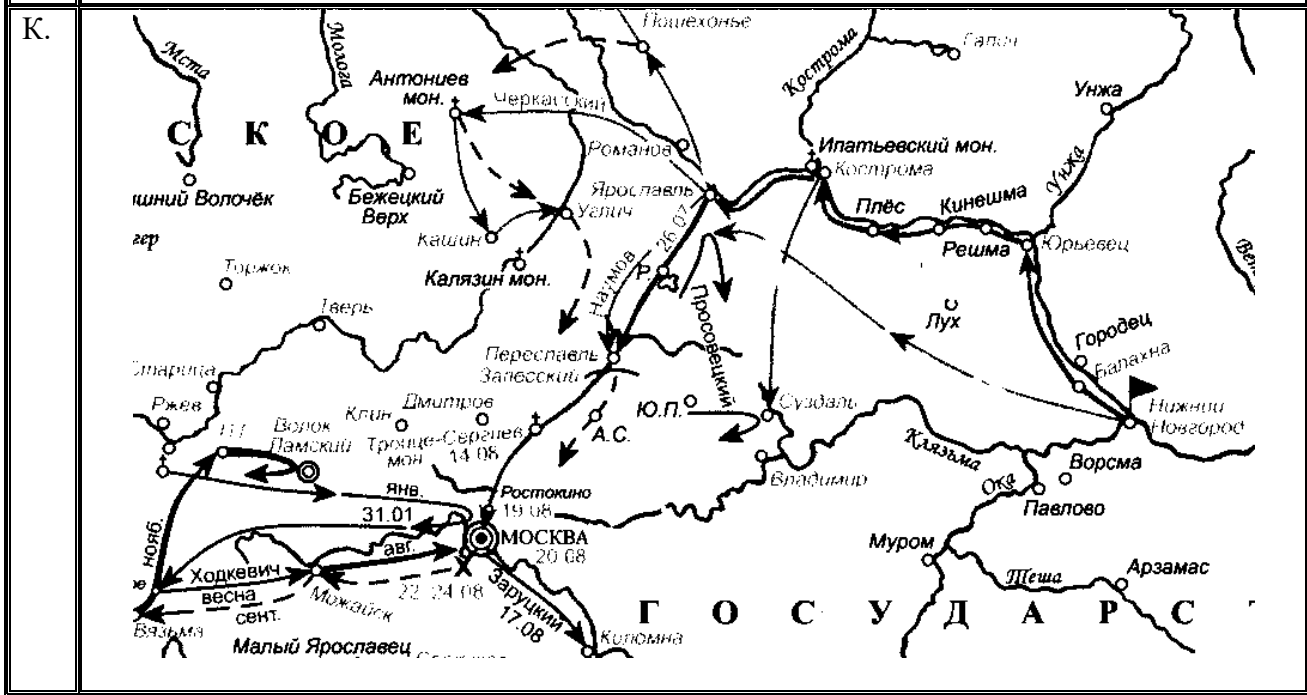 К.
Мста
Молога
Пошехонье
Кострома
Галич
Антониев
мон.
Черкасский
Унжа
С К О Е
Романов
Ипатьевский мон.
Кострома
Унжа
шний Волочёк
Бежецкий
Верх
Ярославль
Углич
Плёс
Кинешма
Решма
Юрьевец
Кашин
26.07
Калязин мон.
Р.
Торжок
Наумов
Просовецкий
Лух
Тверь
Городец
Балахна
Переславль
Залесский
Старица
Ржев
Клин
Дмитров
Ю.П.
Суздаль
Нижний
Новгород
Волок
Ламский
Троице-Сергиев
мон.
14.08
А.С.
Клязьма
Владимир
Ока
Ворсма
Павлово
янв.
Ростокино
19.08
31.01
МОСКВА
20.08
нояб.
авг.
Муром
Ходкевич
весна
сент.
Можайск
22-24.08
Заруцкий
17.08
Теша
Арзамас
Вязьма
Г О С У Д А Р С Т
Коломна
Малый Ярославец